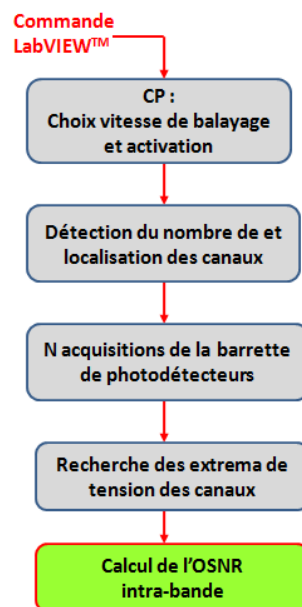 Commande
LabVIEW™
CP :
Choix vitesse de balayage
et activation
Détection du nombre de et
localisation des canaux
N acquisitions de la barrette
de photodétecteurs
Recherche des extrema de
tension des canaux
Calcul de l'OSNR
intra-bande